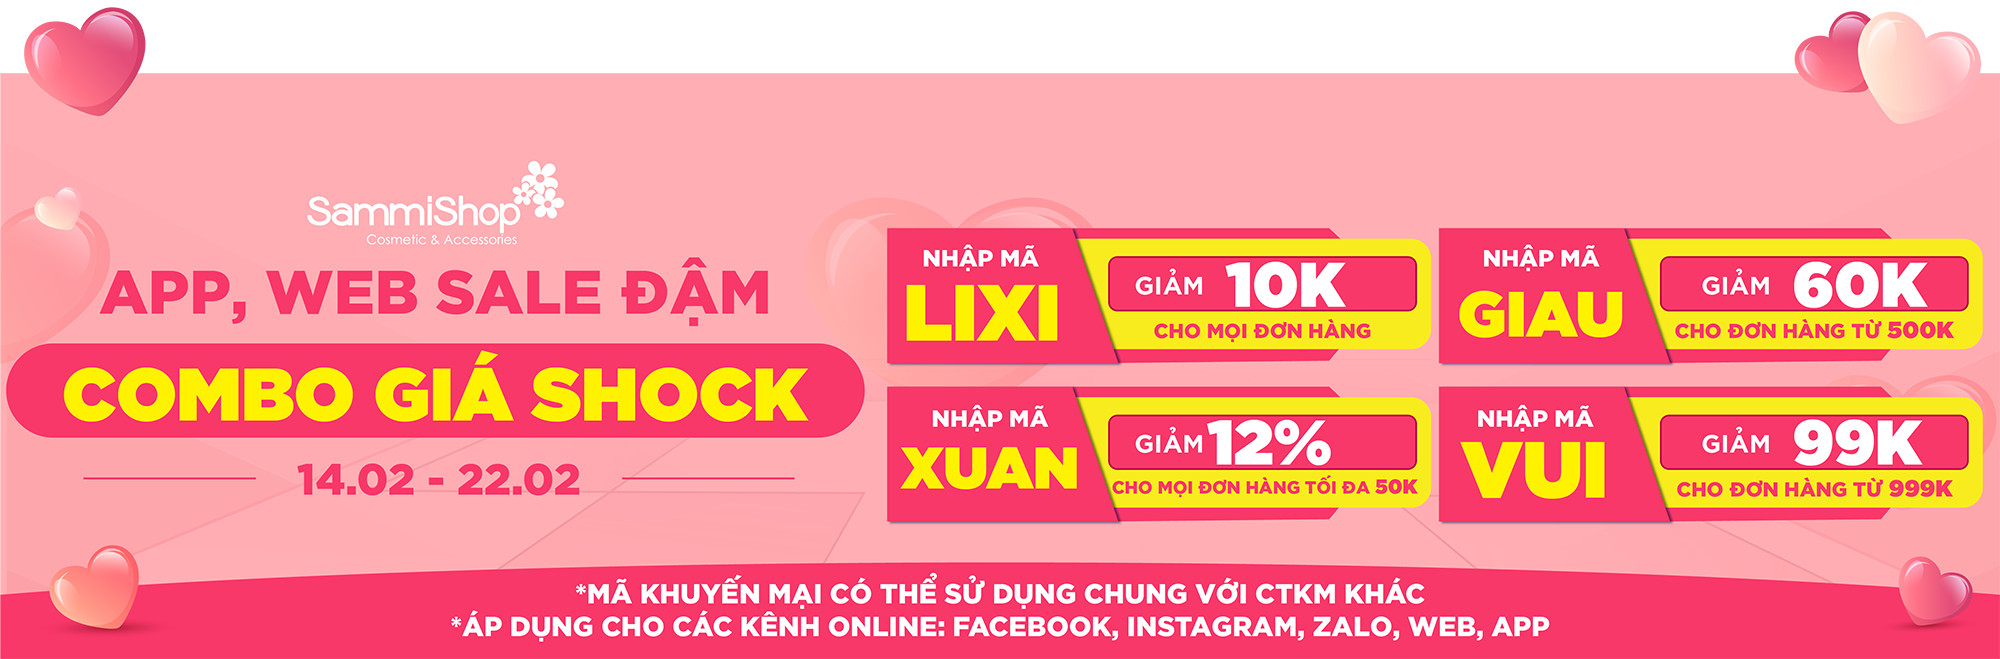 SammiShop
Cosmetic & Accessories
APP, WEB SALE ĐẬM
COMBO GIÁ SHOCK
14.02 - 22.02
NHẬP MÃ
LIXI
GIẢM 10K
CHO MỌI ĐƠN HÀNG
NHẬP MÃ
GIAU
GIẢM 60K
CHO ĐƠN HÀNG TỪ 500K
NHẬP MÃ
XUAN
GIẢM 12%
CHO MỌI ĐƠN HÀNG TỐI ĐA 50K
NHẬP MÃ
VUI
GIẢM 99K
CHO ĐƠN HÀNG TỪ 999K
*MÃ KHUYẾN MẠI CÓ THỂ SỬ DỤNG CHUNG VỚI CTKM KHÁC
*ÁP DỤNG CHO CÁC KÊNH ONLINE: FACEBOOK, INSTAGRAM, ZALO, WEB, APP